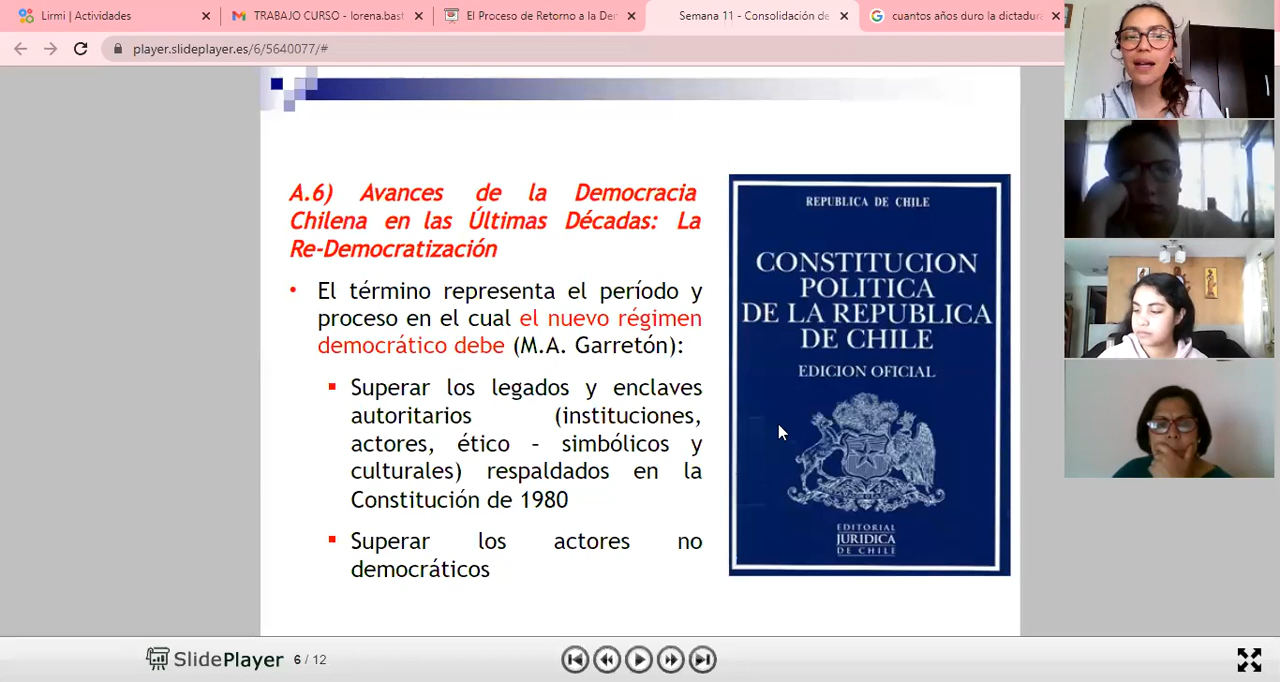 Lirmi | Actividades
TRABAJO CURSO - lorena.bast
El Proceso de Retorno a la Der
Semana 11 - Consolidación de
cuantos años duro la dictadura
player.slideplayer.es/6/5640077/#
A.6) Avances de la Democracia
Chilena en las Últimas Décadas: La
Re-Democratización
• El término representa el período y
proceso en el cual el nuevo régimen
democrático debe (M.A. Garretón):
▪ Superar los legados y enclaves
autoritarios (instituciones,
actores, ético – simbólicos y
culturales) respaldados en la
Constitución de 1980
▪ Superar los actores no
democráticos
REPUBLICA DE CHILE
CONSTITUCION
POLITICA
DE LA REPUBLICA
DE CHILE
EDICION OFICIAL
EDITORIAL
JURIDICA
DE CHILE
SlidePlayer
6 / 12